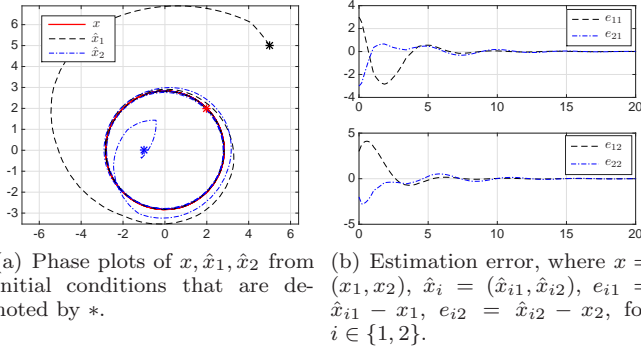 6
5
4
3
2
1
0
-1
-2
-3
-6 -4 -2 0 2 4 6
x
x̂₁
x̂₂
4
2
0
-2
-4
0 5 10 15 20
e₁₁
e₂₁
5
0
-5
0 5 10 15 20
e₁₂
e₂₂
(a) Phase plots of x, x̂₁, x̂₂ from
initial conditions that are de-
noted by ∗.
(b) Estimation error, where x =
(x₁, x₂), x̂ᵢ = (x̂ᵢ₁, x̂ᵢ₂), eᵢ₁ =
x̂ᵢ₁ − x₁, eᵢ₂ = x̂ᵢ₂ − x₂, for
i ∈ {1, 2}.